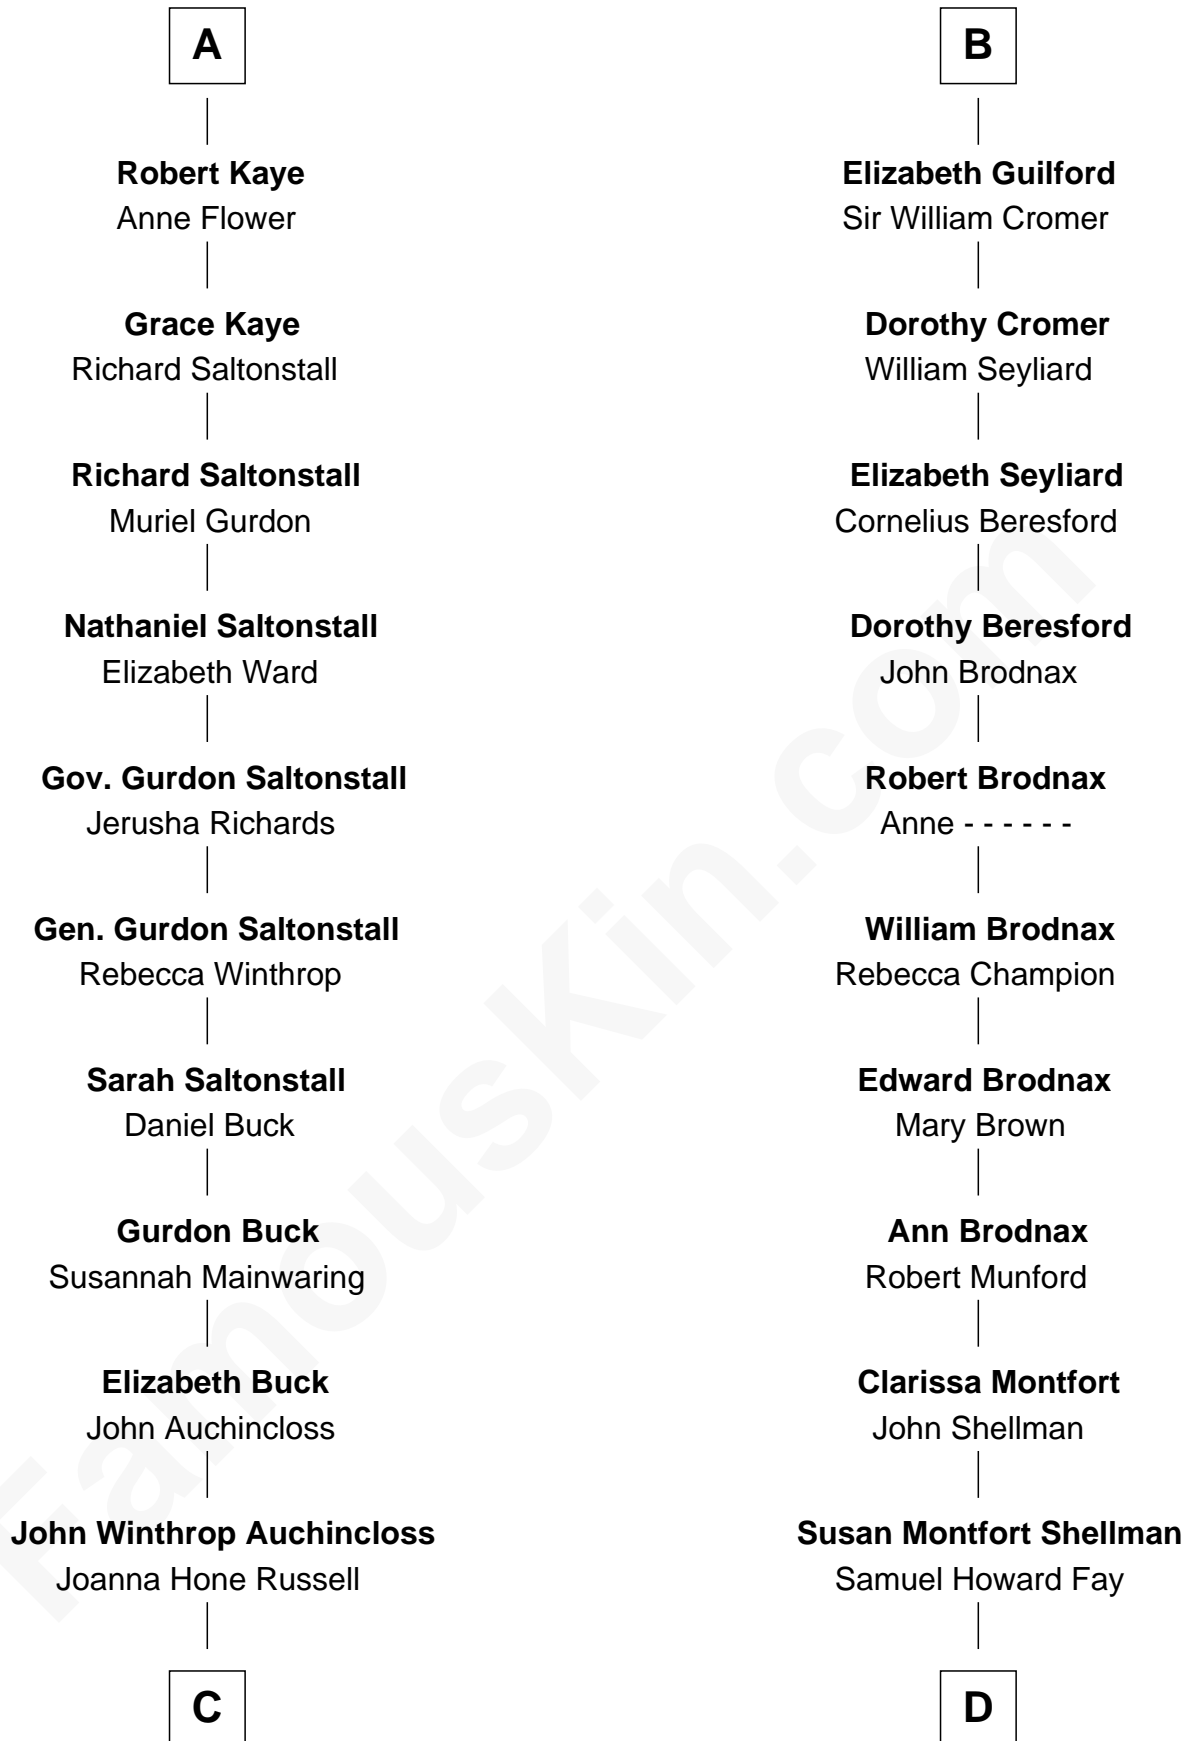 A
Robert Kaye
Anne Flower
Grace Kaye
Richard Saltonstall
Richard Saltonstall
Muriel Gurdon
Nathaniel Saltonstall
Elizabeth Ward
Gov. Gurdon Saltonstall
Jerusha Richards
Gen. Gurdon Saltonstall
Rebecca Winthrop
Sarah Saltonstall
Daniel Buck
Gurdon Buck
Susannah Mainwaring
Elizabeth Buck
John Auchincloss
John Winthrop Auchincloss
Joanna Hone Russell
C
B
Elizabeth Guilford
Sir William Cromer
Dorothy Cromer
William Seyliard
Elizabeth Seyliard
Cornelius Beresford
Dorothy Beresford
John Brodnax
Robert Brodnax
Anne - - - - - -
William Brodnax
Rebecca Champion
Edward Brodnax
Mary Brown
Ann Brodnax
Robert Munford
Clarissa Montfort
John Shellman
Susan Montfort Shellman
Samuel Howard Fay
D
FamousKin.com